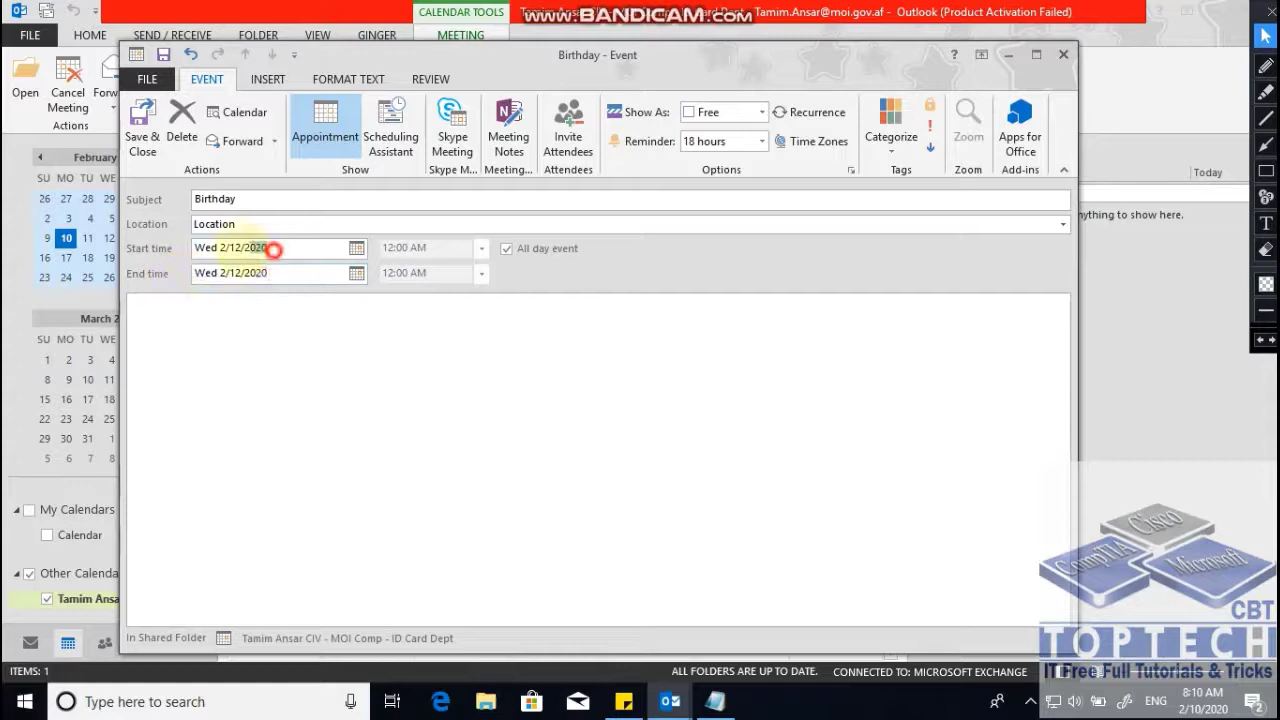 CALENDAR TOOLS
www.BANDICAM.com
Tamim.Ansar@moi.gov.af - Outlook (Product Activation Failed)
FILE HOME SEND / RECEIVE FOLDER VIEW GINGER MEETING
Birthday - Event
FILE EVENT INSERT FORMAT TEXT REVIEW
Open
Cancel Meeting
Actions
Save & Close
Delete
Calendar
Forward
Actions
Appointment
Scheduling Assistant
Show
Skype Meeting
Skype M...
Meeting Notes
Meeting...
Invite Attendees
Attendees
Show As: Free
Recurrence
Reminder: 18 hours
Time Zones
Options
Categorize
Tags
Zoom
Zoom
Apps for Office
Add-ins
Today
Subject Birthday
Location Location
Start time Wed 2/12/2020 12:00 AM All day event
End time Wed 2/12/2020 12:00 AM
February
SU MO TU WE
26 27 28 29
2 3 4 5
9 10 11 12
16 17 18 19
23 24 25 26
March 2
MO TU WE
1 2 3 4
8 9 10 11
15 16 17 18
22 23 24 25
29 30 31 1
5 6 7 8
nything to show here.
My Calendars
Calendar
Other Calenda
Tamim Ansa
In Shared Folder Tamim Ansar CIV - MOI Comp - ID Card Dept
CompTIA
Cisco
Microsoft
CBT
TOPTECH
IT Free Full Tutorials & Tricks
ITEMS: 1
ALL FOLDERS ARE UP TO DATE.
CONNECTED TO: MICROSOFT EXCHANGE
Type here to search
ENG
8:10 AM
2/10/2020
2